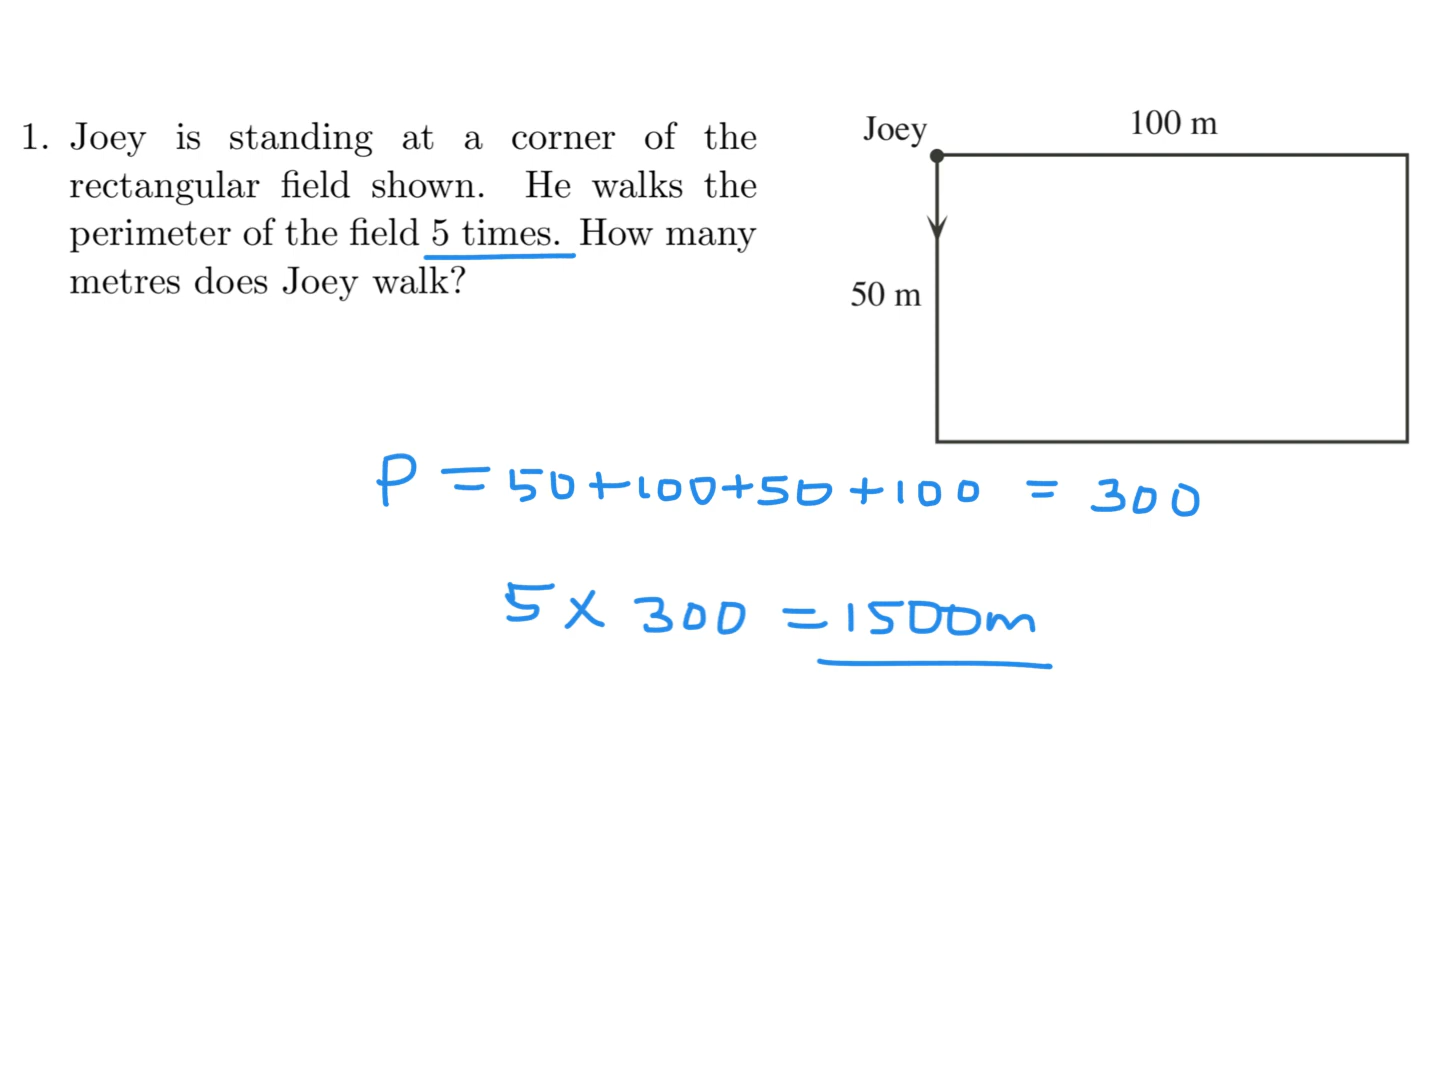 1. Joey is standing at a corner of the
rectangular field shown. He walks the
perimeter of the field 5 times. How many
metres does Joey walk?
Joey
100 m
50 m
P = 50+100+50+100 = 300
5 × 300 = 1500m